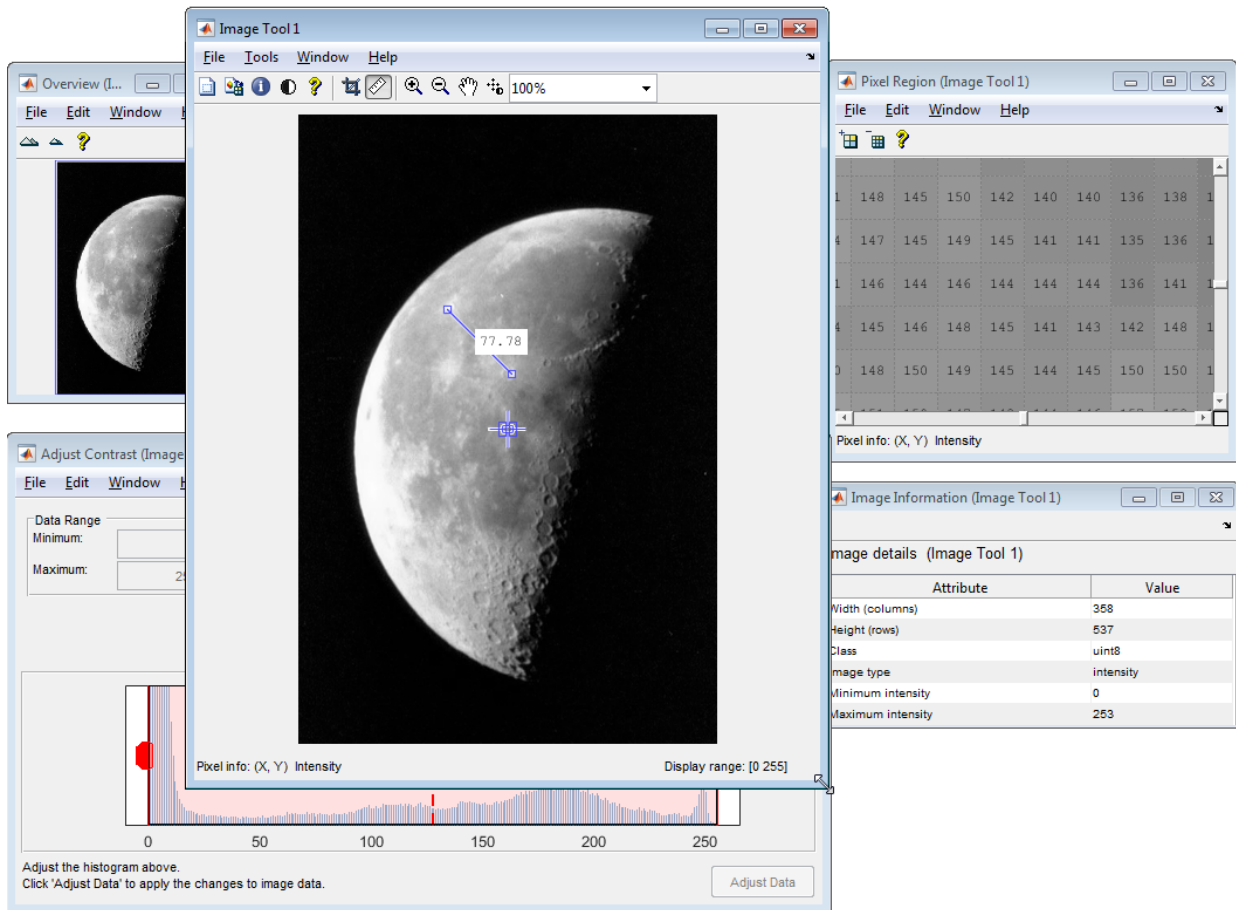 Image Tool 1
File Tools Window Help
100%
77.78
Pixel info: (X, Y) Intensity
Display range: [0 255]
Overview (I...
File Edit Window
Pixel Region (Image Tool 1)
File Edit Window Help
148 145 150 142 140 140 136 138
147 145 149 145 141 141 135 136
146 144 146 144 144 144 136 141
145 146 148 145 141 143 142 148
148 150 149 145 144 145 150 150
Pixel info: (X, Y) Intensity
Adjust Contrast (Image
File Edit Window
Data Range
Minimum:
Maximum:
0 50 100 150 200 250
Adjust the histogram above.
Click 'Adjust Data' to apply the changes to image data.
Adjust Data
Image Information (Image Tool 1)
Image details (Image Tool 1)
Attribute Value
Width (columns) 358
Height (rows) 537
Class uint8
Image type intensity
Minimum intensity 0
Maximum intensity 253